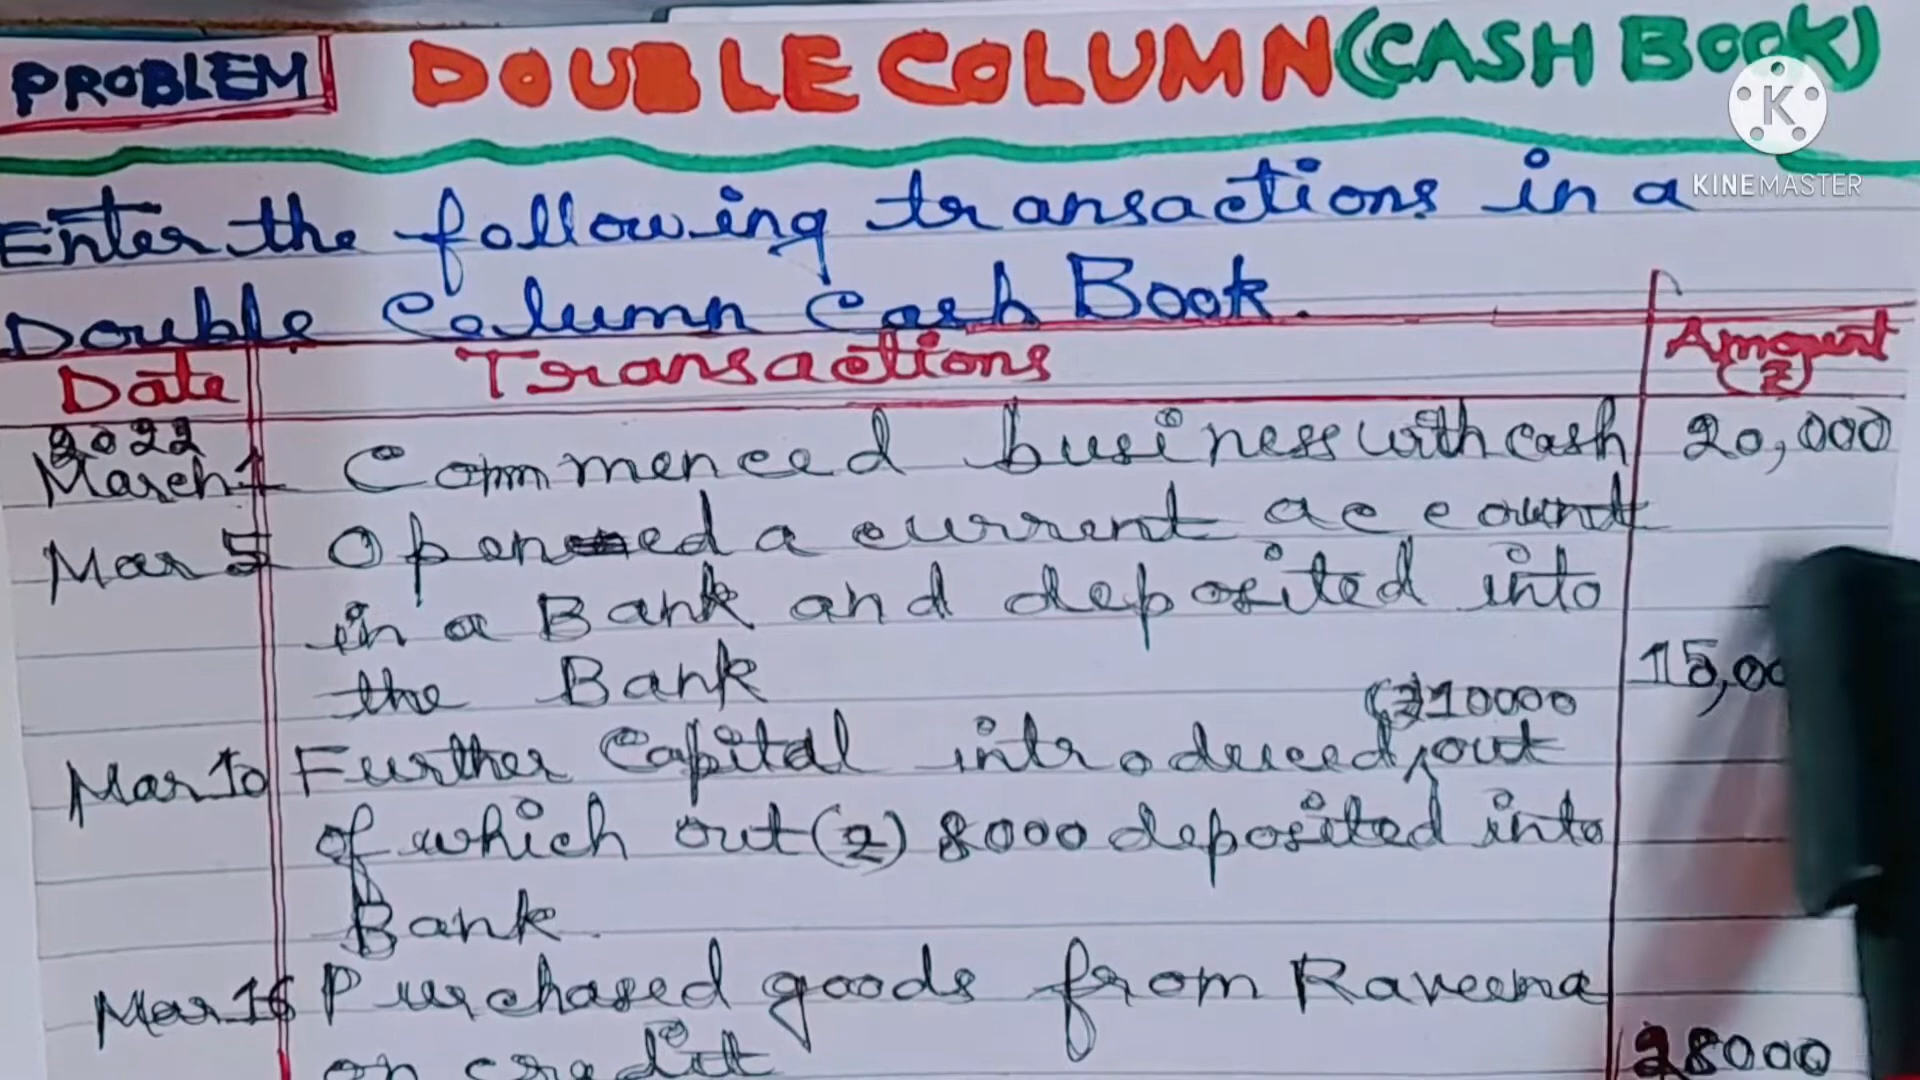 PROBLEM DOUBLE COLUMN (CASH BOOK)
K
KINEMASTER
Enter the following transactions in a
Double Column Cash Book.
Date Transactions Amount (₹)
2022
March 1 Commenced business with cash 20,000
Mar 5 Opened a current account
in a Bank and deposited into
the Bank 15,00
(₹)10000
Mar 10 Further Capital introduced, out
of which out (₹) 8000 deposited into
Bank.
Mar 16 Purchased goods from Raveena
on credit 28000